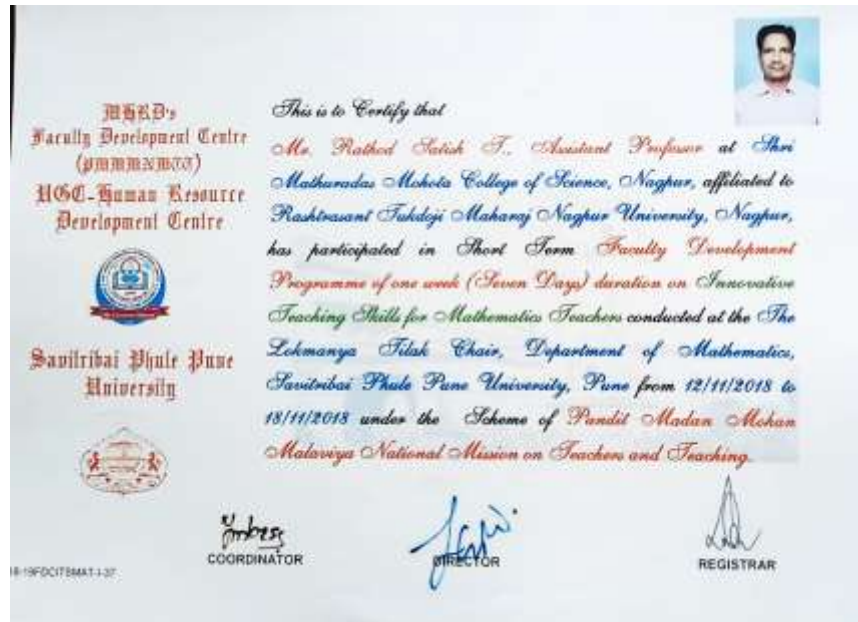 MHRD's
Faculty Development Centre
(PMMMNMTT)
UGC-Human Resource
Development Centre
Savitribai Phule Pune
University
This is to Certify that
Mr. Rathod Satish T., Assistant Professor at Shri
Mathuradas Mohota College of Science, Nagpur, affiliated to
Rashtrasant Tukdoji Maharaj Nagpur University, Nagpur,
has participated in Short Term Faculty Development
Programme of one week (Seven Days) duration on Innovative
Teaching Skills for Mathematics Teachers conducted at the The
Lokmanya Tilak Chair, Department of Mathematics,
Savitribai Phule Pune University, Pune from 12/11/2018 to
18/11/2018 under the Scheme of Pandit Madan Mohan
Malaviya National Mission on Teachers and Teaching.
COORDINATOR
DIRECTOR
REGISTRAR